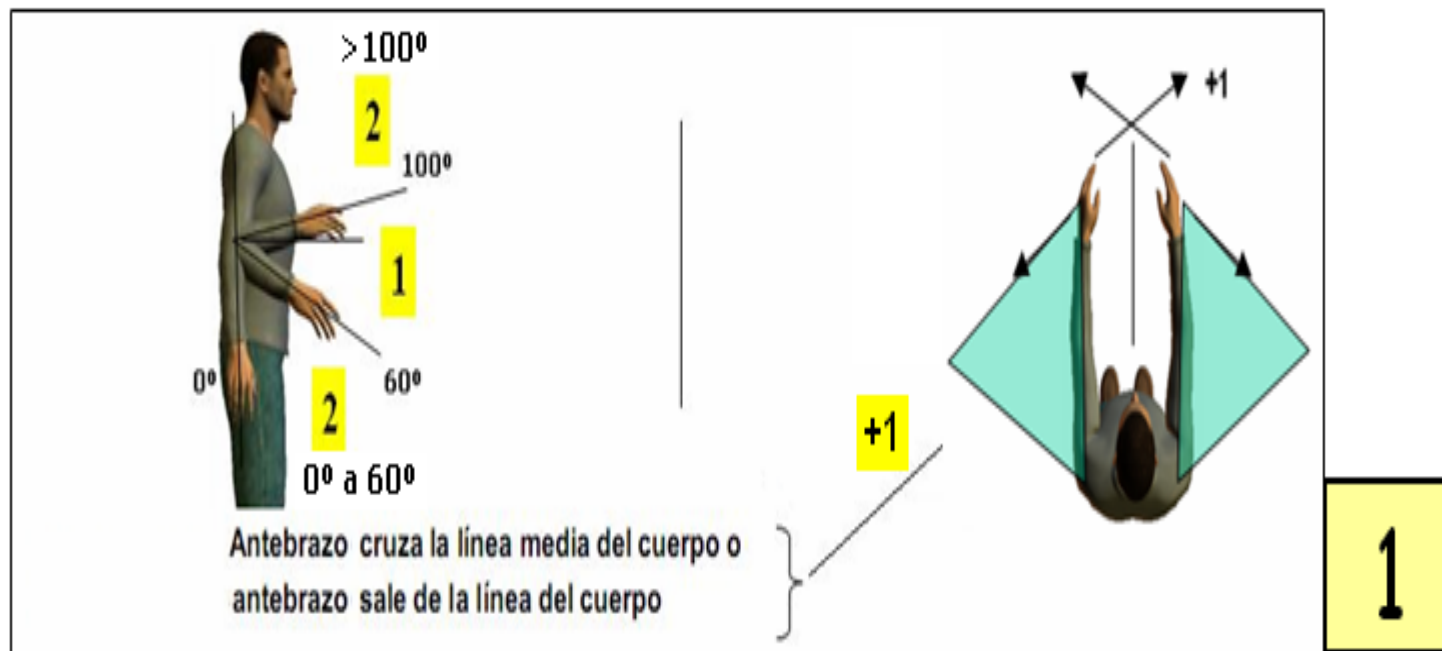 >100º
2
100º
1
0º
60º
2
0º a 60º
Antebrazo cruza la línea media del cuerpo o
antebrazo sale de la línea del cuerpo
+1
+1
1